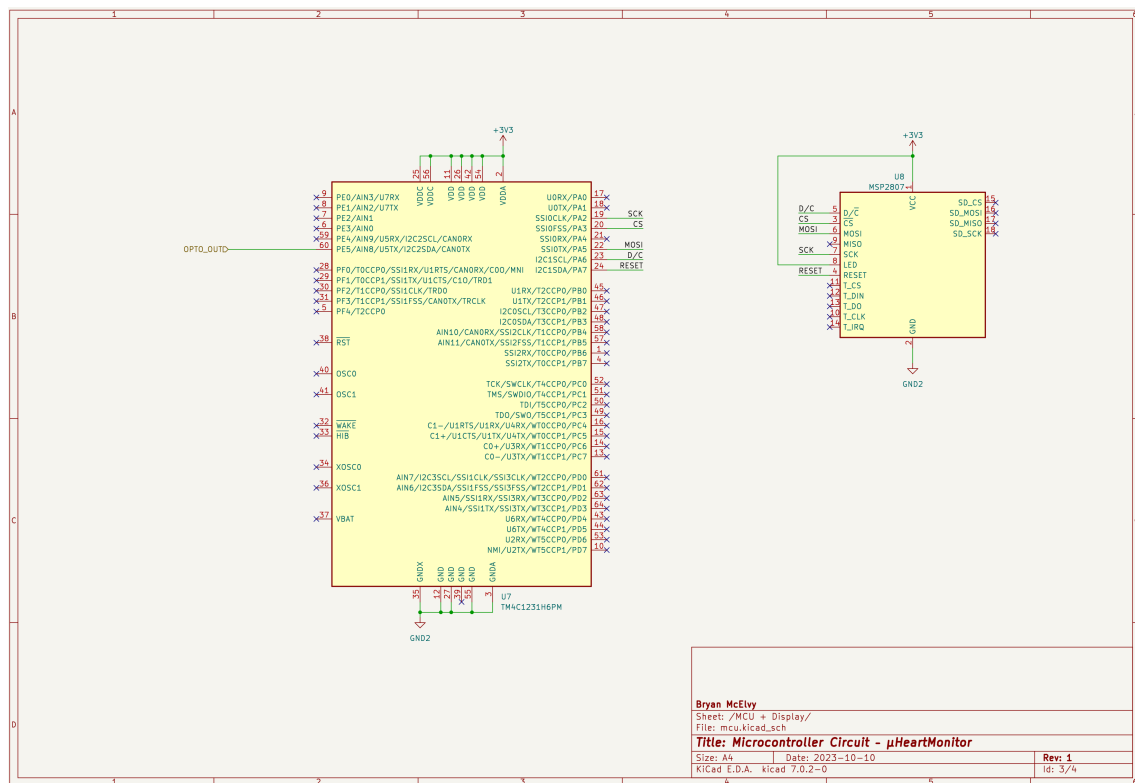 1 2 3 4 5 6
A
B
C
D
+3V3
25 56 11 26 42 54 2
VDDC VDDC VDD VDD VDD VDD VDDA
9 PE0/AIN3/U7RX
8 PE1/AIN2/U7TX
7 PE2/AIN1
6 PE3/AIN0
59 PE4/AIN9/U5RX/I2C2SCL/CAN0RX
OPTO_OUT 60 PE5/AIN8/U5TX/I2C2SDA/CAN0TX
28 PF0/T0CCP0/SSI1RX/U1RTS/CAN0RX/C0O/MNI
29 PF1/T0CCP1/SSI1TX/U1CTS/C1O/TRD1
30 PF2/T1CCP0/SSI1CLK/TRD0
31 PF3/T1CCP1/SSI1FSS/CAN0TX/TRCLK
5 PF4/T2CCP0
38 RST
40 OSC0
41 OSC1
32 WAKE
33 HIB
34 XOSC0
36 XOSC1
37 VBAT
U0RX/PA0 17
U0TX/PA1 18
SSI0CLK/PA2 19 SCK
SSI0FSS/PA3 20 CS
SSI0RX/PA4 21
SSI0TX/PA5 22 MOSI
I2C1SCL/PA6 23 D/C
I2C1SDA/PA7 24 RESET
U1RX/T2CCP0/PB0 45
U1TX/T2CCP1/PB1 46
I2C0SCL/T3CCP0/PB2 47
I2C0SDA/T3CCP1/PB3 48
AIN10/CAN0RX/SSI2CLK/T1CCP0/PB4 58
AIN11/CAN0TX/SSI2FSS/T1CCP1/PB5 57
SSI2RX/T0CCP0/PB6 1
SSI2TX/T0CCP1/PB7 4
TCK/SWCLK/T4CCP0/PC0 52
TMS/SWDIO/T4CCP1/PC1 51
TDI/T5CCP0/PC2 50
TDO/SWO/T5CCP1/PC3 49
C1-/U1RTS/U1RX/U4RX/WT0CCP0/PC4 16
C1+/U1CTS/U1TX/U4TX/WT0CCP1/PC5 15
C0+/U3RX/WT1CCP0/PC6 14
C0-/U3TX/WT1CCP1/PC7 13
AIN7/I2C3SCL/SSI1CLK/SSI3CLK/WT2CCP0/PD0 61
AIN6/I2C3SDA/SSI1FSS/SSI3FSS/WT2CCP1/PD1 62
AIN5/SSI1RX/SSI3RX/WT3CCP0/PD2 63
AIN4/SSI1TX/SSI3TX/WT3CCP1/PD3 64
U6RX/WT4CCP0/PD4 43
U6TX/WT4CCP1/PD5 44
U2RX/WT5CCP0/PD6 53
NMI/U2TX/WT5CCP1/PD7 10
GNDX GND GND GND GND GNDA
35 12 27 39 55 3
U7
TM4C1231H6PM
GND2
+3V3
U8
MSP2807 1
VCC
D/C 5 D/C
CS 3 CS
MOSI 6 MOSI
9 MISO
SCK 7 SCK
8 LED
RESET 4 RESET
11 T_CS
12 T_DIN
13 T_DO
10 T_CLK
14 T_IRQ
SD_CS 15
SD_MOSI 16
SD_MISO 17
SD_SCK 18
GND
2
GND2
Bryan McElvy
Sheet: /MCU + Display/
File: mcu.kicad_sch
Title: Microcontroller Circuit - µHeartMonitor
Size: A4 Date: 2023-10-10 Rev: 1
KiCad E.D.A. kicad 7.0.2-0 Id: 3/4
1 2 3 4 5